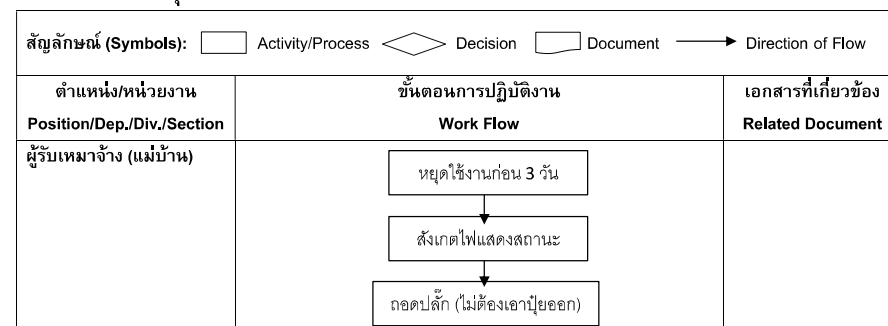 สัญลักษณ์ (Symbols): Activity/Process Decision Document Direction of Flow
ตำแหน่ง/หน่วยงาน ขั้นตอนการปฏิบัติงาน เอกสารที่เกี่ยวข้อง
Position/Dep./Div./Section Work Flow Related Document
ผู้รับเหมาจ้าง (แม่บ้าน)
หยุดใช้งานก่อน 3 วัน
สังเกตไฟแสดงสถานะ
ถอดปลั๊ก (ไม่ต้องเอาปุ๋ยออก)